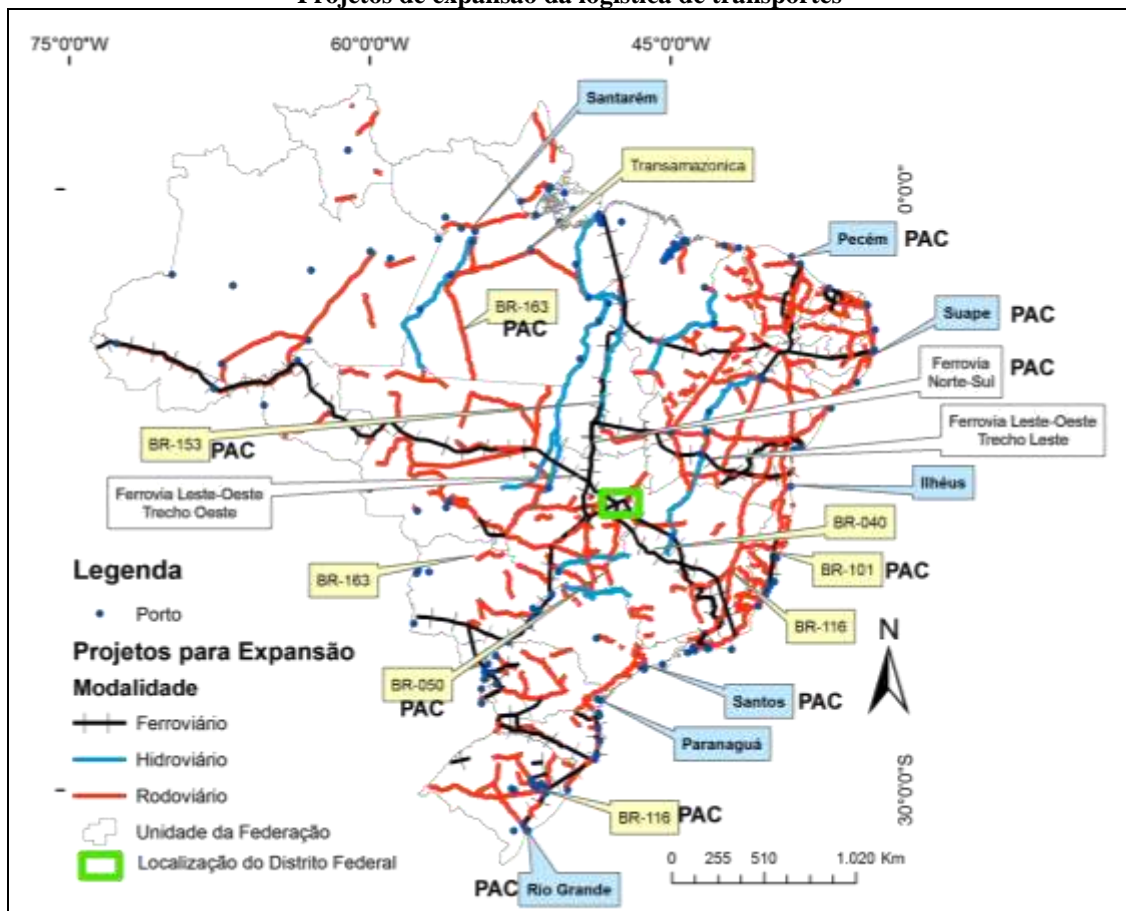 Projetos de expansão da logística de transportes
75°0'0"W
60°0'0"W
45°0'0"W
Santarém
Transamazonica
0°0'0"
Pecém PAC
BR-163
PAC
Suape PAC
Ferrovia
Norte-Sul
PAC
Ferrovia Leste-Oeste
Trecho Leste
BR-153 PAC
Ferrovia Leste-Oeste
Trecho Oeste
Ilhéus
BR-040
BR-101 PAC
BR-163
BR-116
N
Legenda
Porto
Projetos para Expansão
Modalidade
Ferroviário
Hidroviário
Rodoviário
Unidade da Federação
Localização do Distrito Federal
BR-050
PAC
Santos PAC
Paranaguá
30°0'0"S
BR-116 PAC
0 255 510 1.020 Km
PAC Rio Grande